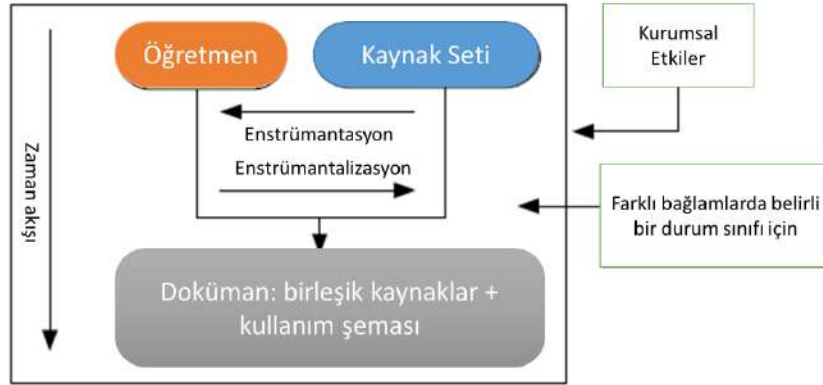 Öğretmen
Kaynak Seti
Kurumsal
Etkiler
Enstrümantasyon
Enstrümantalizasyon
Zaman akışı
Farklı bağlamlarda belirli
bir durum sınıfı için
Doküman: birleşik kaynaklar +
kullanım şeması